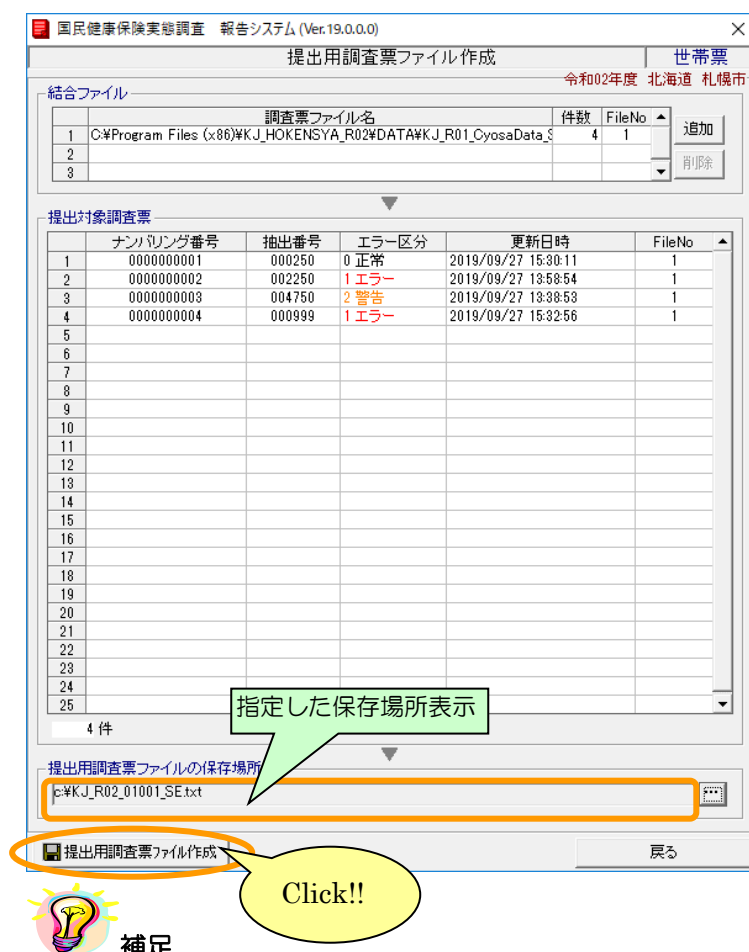 国民健康保険実態調査　報告システム (Ver.19.0.0.0)
提出用調査票ファイル作成 世帯票
令和02年度 北海道 札幌市
結合ファイル
調査票ファイル名 件数 FileNo
1 C:¥Program Files (x86)¥KJ_HOKENSYA_R02¥DATA¥KJ_R01_CyosaData_S 4 1
2
3
追加
削除
提出対象調査票
ナンバリング番号 抽出番号 エラー区分 更新日時 FileNo
1 0000000001 000250 0 正常 2019/09/27 15:30:11 1
2 0000000002 002250 1 エラー 2019/09/27 13:58:54 1
3 0000000003 004750 2 警告 2019/09/27 13:38:53 1
4 0000000004 000999 1 エラー 2019/09/27 15:32:56 1
5
6
7
8
9
10
11
12
13
14
15
16
17
18
19
20
21
22
23
24
25
指定した保存場所表示
4 件
提出用調査票ファイルの保存場所
c:¥KJ_R02_01001_SE.txt
...
提出用調査票ファイル作成 戻る
Click!!
補足